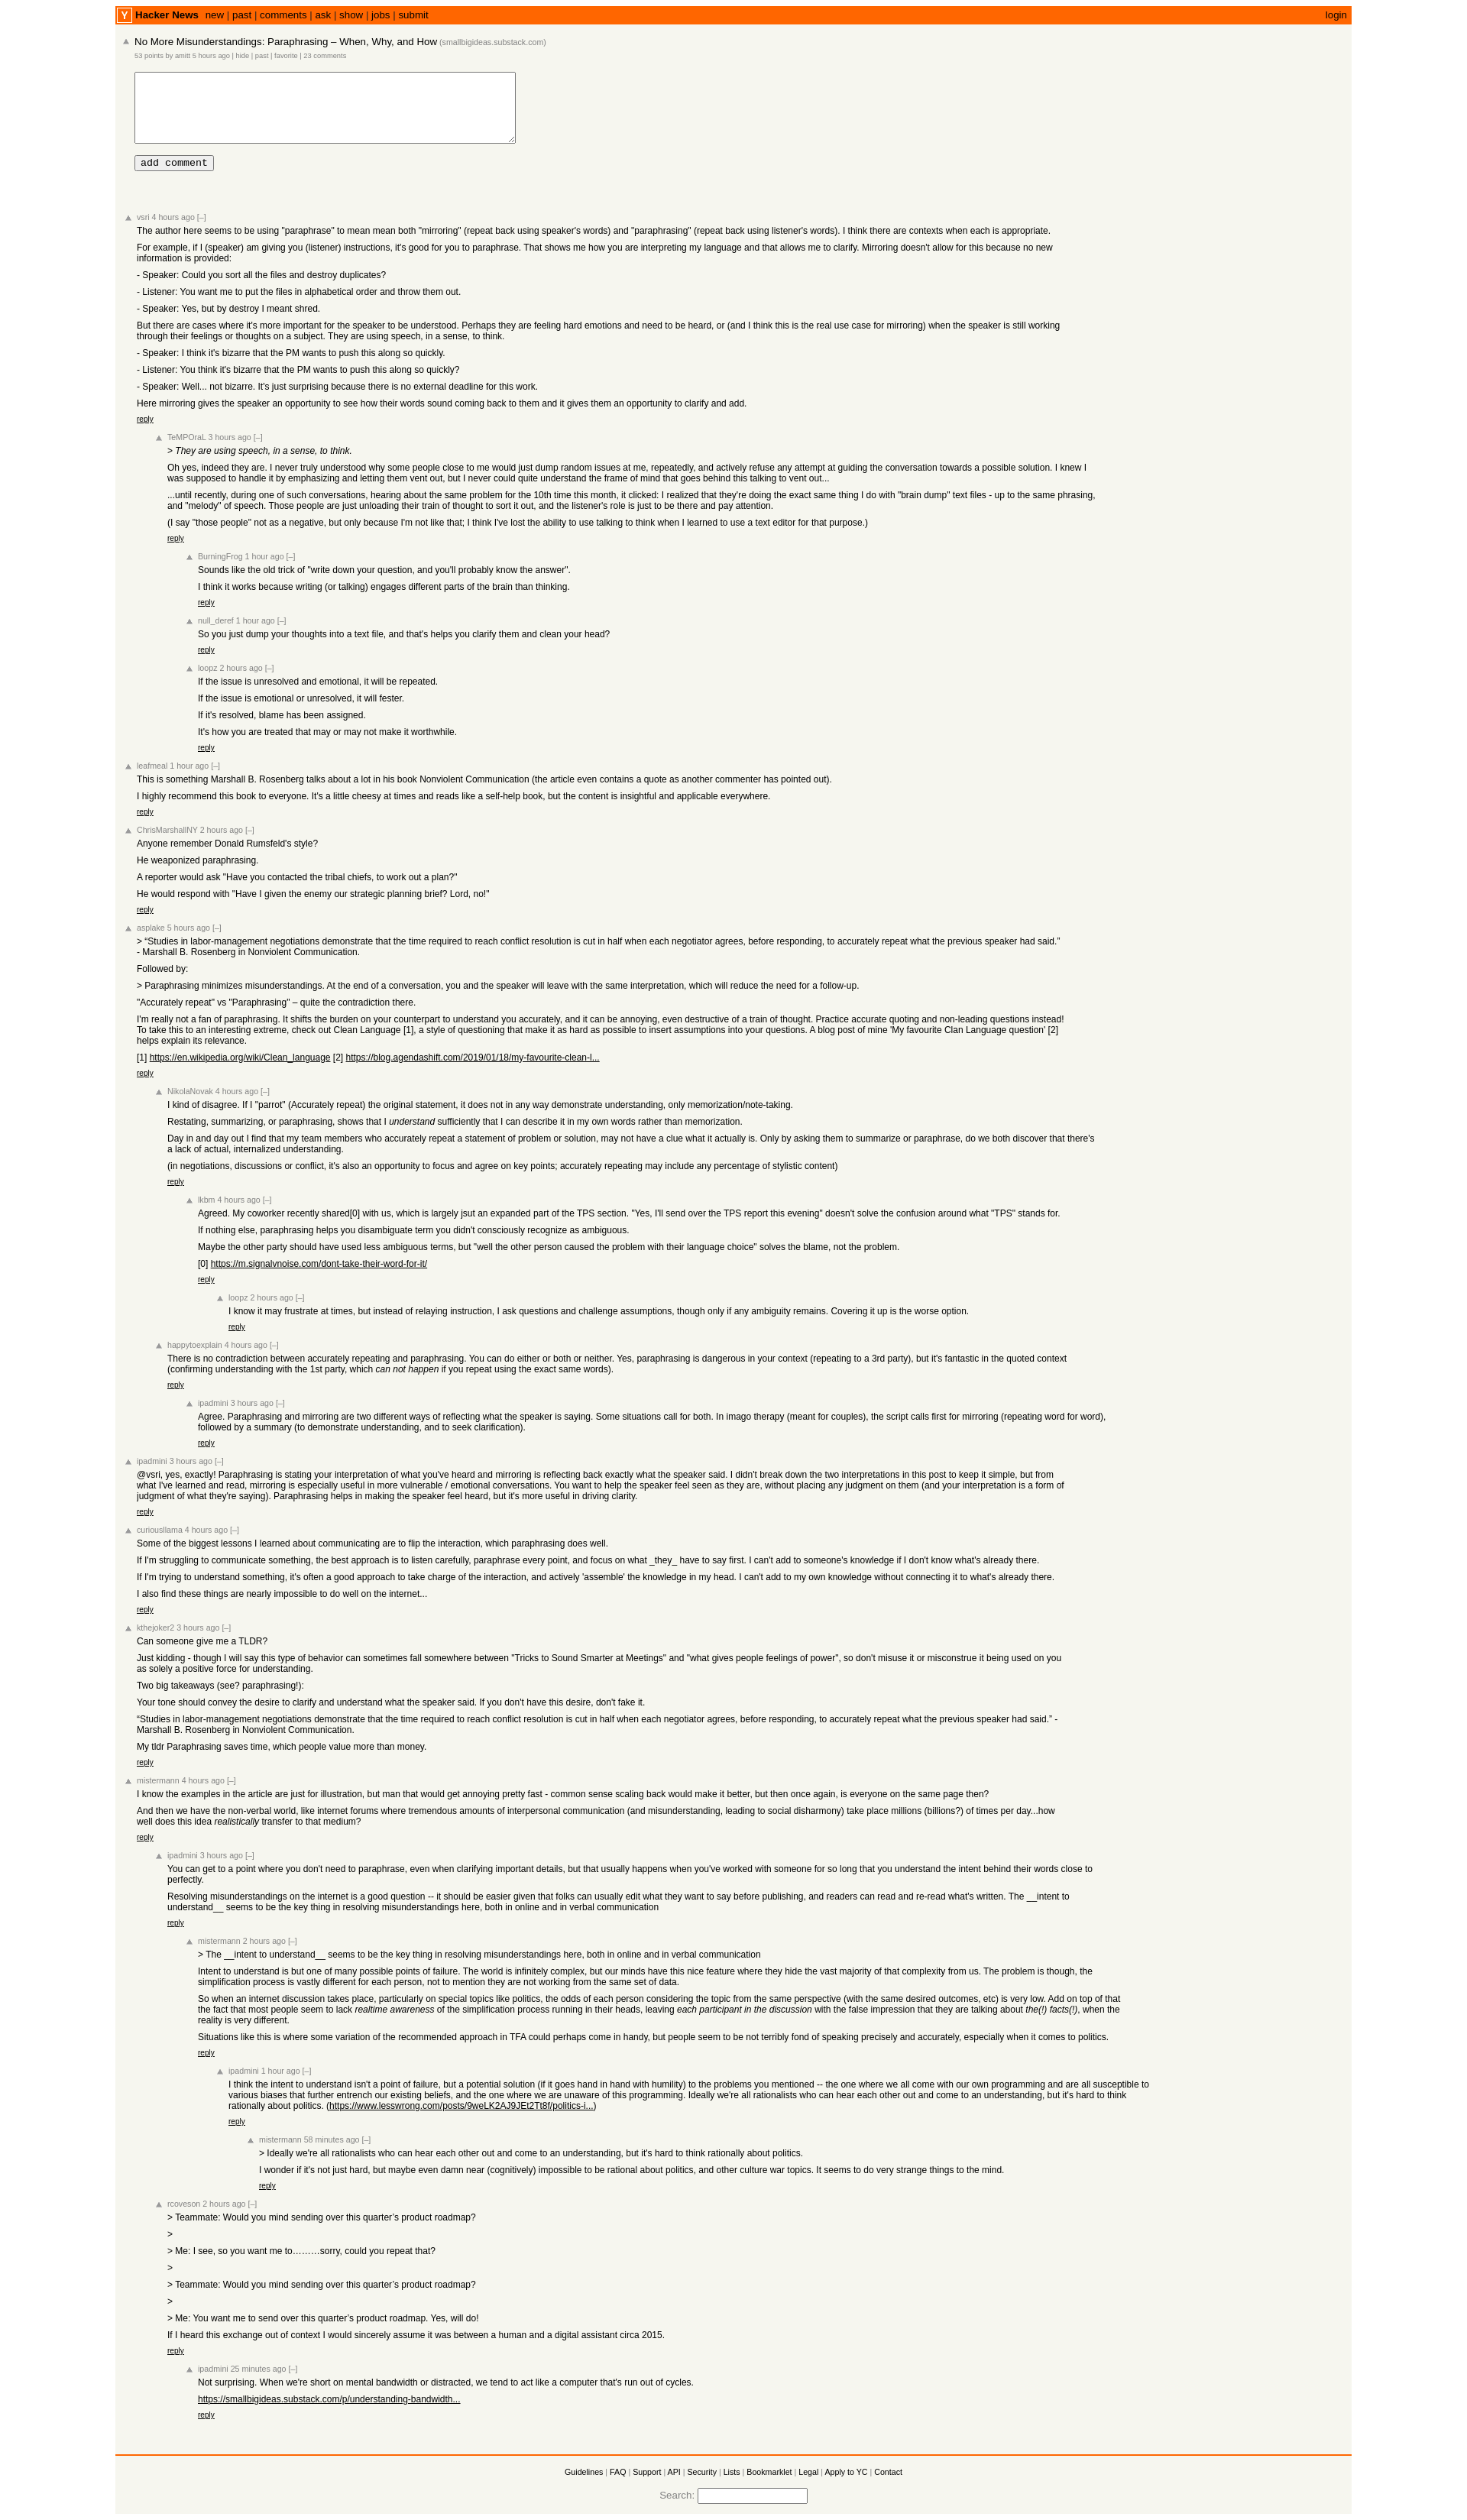 Hacker News new | past | comments | ask | show | jobs | submit login
No More Misunderstandings: Paraphrasing – When, Why, and How (smallbigideas.substack.com)
53 points by amitt 5 hours ago | hide | past | favorite | 23 comments
add comment
vsri 4 hours ago [–]
The author here seems to be using "paraphrase" to mean mean both "mirroring" (repeat back using speaker's words) and "paraphrasing" (repeat back using listener's words). I think there are contexts when each is appropriate.
For example, if I (speaker) am giving you (listener) instructions, it's good for you to paraphrase. That shows me how you are interpreting my language and that allows me to clarify. Mirroring doesn't allow for this because no new
information is provided:
- Speaker: Could you sort all the files and destroy duplicates?
- Listener: You want me to put the files in alphabetical order and throw them out.
- Speaker: Yes, but by destroy I meant shred.
But there are cases where it's more important for the speaker to be understood. Perhaps they are feeling hard emotions and need to be heard, or (and I think this is the real use case for mirroring) when the speaker is still working
through their feelings or thoughts on a subject. They are using speech, in a sense, to think.
- Speaker: I think it's bizarre that the PM wants to push this along so quickly.
- Listener: You think it's bizarre that the PM wants to push this along so quickly?
- Speaker: Well... not bizarre. It's just surprising because there is no external deadline for this work.
Here mirroring gives the speaker an opportunity to see how their words sound coming back to them and it gives them an opportunity to clarify and add.
reply
TeMPOraL 3 hours ago [–]
> They are using speech, in a sense, to think.
Oh yes, indeed they are. I never truly understood why some people close to me would just dump random issues at me, repeatedly, and actively refuse any attempt at guiding the conversation towards a possible solution. I knew I
was supposed to handle it by emphasizing and letting them vent out, but I never could quite understand the frame of mind that goes behind this talking to vent out...
...until recently, during one of such conversations, hearing about the same problem for the 10th time this month, it clicked: I realized that they're doing the exact same thing I do with "brain dump" text files - up to the same phrasing,
and "melody" of speech. Those people are just unloading their train of thought to sort it out, and the listener's role is just to be there and pay attention.
(I say "those people" not as a negative, but only because I'm not like that; I think I've lost the ability to use talking to think when I learned to use a text editor for that purpose.)
reply
BurningFrog 1 hour ago [–]
Sounds like the old trick of "write down your question, and you'll probably know the answer".
I think it works because writing (or talking) engages different parts of the brain than thinking.
reply
null_deref 1 hour ago [–]
So you just dump your thoughts into a text file, and that's helps you clarify them and clean your head?
reply
loopz 2 hours ago [–]
If the issue is unresolved and emotional, it will be repeated.
If the issue is emotional or unresolved, it will fester.
If it's resolved, blame has been assigned.
It's how you are treated that may or may not make it worthwhile.
reply
leafmeal 1 hour ago [–]
This is something Marshall B. Rosenberg talks about a lot in his book Nonviolent Communication (the article even contains a quote as another commenter has pointed out).
I highly recommend this book to everyone. It's a little cheesy at times and reads like a self-help book, but the content is insightful and applicable everywhere.
reply
ChrisMarshallNY 2 hours ago [–]
Anyone remember Donald Rumsfeld's style?
He weaponized paraphrasing.
A reporter would ask "Have you contacted the tribal chiefs, to work out a plan?"
He would respond with "Have I given the enemy our strategic planning brief? Lord, no!"
reply
asplake 5 hours ago [–]
> “Studies in labor-management negotiations demonstrate that the time required to reach conflict resolution is cut in half when each negotiator agrees, before responding, to accurately repeat what the previous speaker had said.”
- Marshall B. Rosenberg in Nonviolent Communication.
Followed by:
> Paraphrasing minimizes misunderstandings. At the end of a conversation, you and the speaker will leave with the same interpretation, which will reduce the need for a follow-up.
"Accurately repeat" vs "Paraphrasing" – quite the contradiction there.
I'm really not a fan of paraphrasing. It shifts the burden on your counterpart to understand you accurately, and it can be annoying, even destructive of a train of thought. Practice accurate quoting and non-leading questions instead!
To take this to an interesting extreme, check out Clean Language [1], a style of questioning that make it as hard as possible to insert assumptions into your questions. A blog post of mine 'My favourite Clan Language question' [2]
helps explain its relevance.
[1] https://en.wikipedia.org/wiki/Clean_language [2] https://blog.agendashift.com/2019/01/18/my-favourite-clean-l...
reply
NikolaNovak 4 hours ago [–]
I kind of disagree. If I "parrot" (Accurately repeat) the original statement, it does not in any way demonstrate understanding, only memorization/note-taking.
Restating, summarizing, or paraphrasing, shows that I understand sufficiently that I can describe it in my own words rather than memorization.
Day in and day out I find that my team members who accurately repeat a statement of problem or solution, may not have a clue what it actually is. Only by asking them to summarize or paraphrase, do we both discover that there's
a lack of actual, internalized understanding.
(in negotiations, discussions or conflict, it's also an opportunity to focus and agree on key points; accurately repeating may include any percentage of stylistic content)
reply
lkbm 4 hours ago [–]
Agreed. My coworker recently shared[0] with us, which is largely jsut an expanded part of the TPS section. "Yes, I'll send over the TPS report this evening" doesn't solve the confusion around what "TPS" stands for.
If nothing else, paraphrasing helps you disambiguate term you didn't consciously recognize as ambiguous.
Maybe the other party should have used less ambiguous terms, but "well the other person caused the problem with their language choice" solves the blame, not the problem.
[0] https://m.signalvnoise.com/dont-take-their-word-for-it/
reply
loopz 2 hours ago [–]
I know it may frustrate at times, but instead of relaying instruction, I ask questions and challenge assumptions, though only if any ambiguity remains. Covering it up is the worse option.
reply
happytoexplain 4 hours ago [–]
There is no contradiction between accurately repeating and paraphrasing. You can do either or both or neither. Yes, paraphrasing is dangerous in your context (repeating to a 3rd party), but it's fantastic in the quoted context
(confirming understanding with the 1st party, which can not happen if you repeat using the exact same words).
reply
ipadmini 3 hours ago [–]
Agree. Paraphrasing and mirroring are two different ways of reflecting what the speaker is saying. Some situations call for both. In imago therapy (meant for couples), the script calls first for mirroring (repeating word for word),
followed by a summary (to demonstrate understanding, and to seek clarification).
reply
ipadmini 3 hours ago [–]
@vsri, yes, exactly! Paraphrasing is stating your interpretation of what you've heard and mirroring is reflecting back exactly what the speaker said. I didn't break down the two interpretations in this post to keep it simple, but from
what I've learned and read, mirroring is especially useful in more vulnerable / emotional conversations. You want to help the speaker feel seen as they are, without placing any judgment on them (and your interpretation is a form of
judgment of what they're saying). Paraphrasing helps in making the speaker feel heard, but it's more useful in driving clarity.
reply
curiousllama 4 hours ago [–]
Some of the biggest lessons I learned about communicating are to flip the interaction, which paraphrasing does well.
If I'm struggling to communicate something, the best approach is to listen carefully, paraphrase every point, and focus on what _they_ have to say first. I can't add to someone's knowledge if I don't know what's already there.
If I'm trying to understand something, it's often a good approach to take charge of the interaction, and actively 'assemble' the knowledge in my head. I can't add to my own knowledge without connecting it to what's already there.
I also find these things are nearly impossible to do well on the internet...
reply
kthejoker2 3 hours ago [–]
Can someone give me a TLDR?
Just kidding - though I will say this type of behavior can sometimes fall somewhere between "Tricks to Sound Smarter at Meetings" and "what gives people feelings of power", so don't misuse it or misconstrue it being used on you
as solely a positive force for understanding.
Two big takeaways (see? paraphrasing!):
Your tone should convey the desire to clarify and understand what the speaker said. If you don't have this desire, don't fake it.
“Studies in labor-management negotiations demonstrate that the time required to reach conflict resolution is cut in half when each negotiator agrees, before responding, to accurately repeat what the previous speaker had said.” -
Marshall B. Rosenberg in Nonviolent Communication.
My tldr Paraphrasing saves time, which people value more than money.
reply
mistermann 4 hours ago [–]
I know the examples in the article are just for illustration, but man that would get annoying pretty fast - common sense scaling back would make it better, but then once again, is everyone on the same page then?
And then we have the non-verbal world, like internet forums where tremendous amounts of interpersonal communication (and misunderstanding, leading to social disharmony) take place millions (billions?) of times per day...how
well does this idea realistically transfer to that medium?
reply
ipadmini 3 hours ago [–]
You can get to a point where you don't need to paraphrase, even when clarifying important details, but that usually happens when you've worked with someone for so long that you understand the intent behind their words close to
perfectly.
Resolving misunderstandings on the internet is a good question -- it should be easier given that folks can usually edit what they want to say before publishing, and readers can read and re-read what's written. The __intent to
understand__ seems to be the key thing in resolving misunderstandings here, both in online and in verbal communication
reply
mistermann 2 hours ago [–]
> The __intent to understand__ seems to be the key thing in resolving misunderstandings here, both in online and in verbal communication
Intent to understand is but one of many possible points of failure. The world is infinitely complex, but our minds have this nice feature where they hide the vast majority of that complexity from us. The problem is though, the
simplification process is vastly different for each person, not to mention they are not working from the same set of data.
So when an internet discussion takes place, particularly on special topics like politics, the odds of each person considering the topic from the same perspective (with the same desired outcomes, etc) is very low. Add on top of that
the fact that most people seem to lack realtime awareness of the simplification process running in their heads, leaving each participant in the discussion with the false impression that they are talking about the(!) facts(!), when the
reality is very different.
Situations like this is where some variation of the recommended approach in TFA could perhaps come in handy, but people seem to be not terribly fond of speaking precisely and accurately, especially when it comes to politics.
reply
ipadmini 1 hour ago [–]
I think the intent to understand isn't a point of failure, but a potential solution (if it goes hand in hand with humility) to the problems you mentioned -- the one where we all come with our own programming and are all susceptible to
various biases that further entrench our existing beliefs, and the one where we are unaware of this programming. Ideally we're all rationalists who can hear each other out and come to an understanding, but it's hard to think
rationally about politics. (https://www.lesswrong.com/posts/9weLK2AJ9JEt2Tt8f/politics-i...)
reply
mistermann 58 minutes ago [–]
> Ideally we're all rationalists who can hear each other out and come to an understanding, but it's hard to think rationally about politics.
I wonder if it's not just hard, but maybe even damn near (cognitively) impossible to be rational about politics, and other culture war topics. It seems to do very strange things to the mind.
reply
rcoveson 2 hours ago [–]
> Teammate: Would you mind sending over this quarter’s product roadmap?
>
> Me: I see, so you want me to………sorry, could you repeat that?
>
> Teammate: Would you mind sending over this quarter’s product roadmap?
>
> Me: You want me to send over this quarter’s product roadmap. Yes, will do!
If I heard this exchange out of context I would sincerely assume it was between a human and a digital assistant circa 2015.
reply
ipadmini 25 minutes ago [–]
Not surprising. When we're short on mental bandwidth or distracted, we tend to act like a computer that's run out of cycles.
https://smallbigideas.substack.com/p/understanding-bandwidth...
reply
Guidelines | FAQ | Support | API | Security | Lists | Bookmarklet | Legal | Apply to YC | Contact
Search: